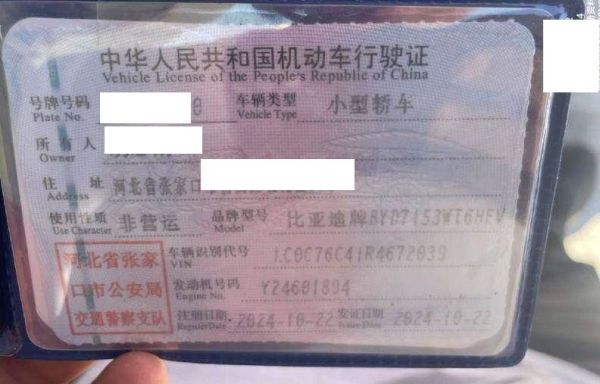 中华人民共和国机动车行驶证
Vehicle License of the People's Republic of China
号牌号码 车辆类型 小型轿车
Plate No. Vehicle Type
所有人
Owner
住址 河北省张家口
Address
使用性质 非营运 品牌型号 比亚迪牌BYD7153WT6HEV
Use Character Model
河北省张家 车辆识别代号 LC0C76C41R4672039
VIN
口市公安局 发动机号码 Y24601894
Engine No.
交通警察支队 注册日期 2024-10-22 发证日期 2024-10-22
Register Date Issue Date